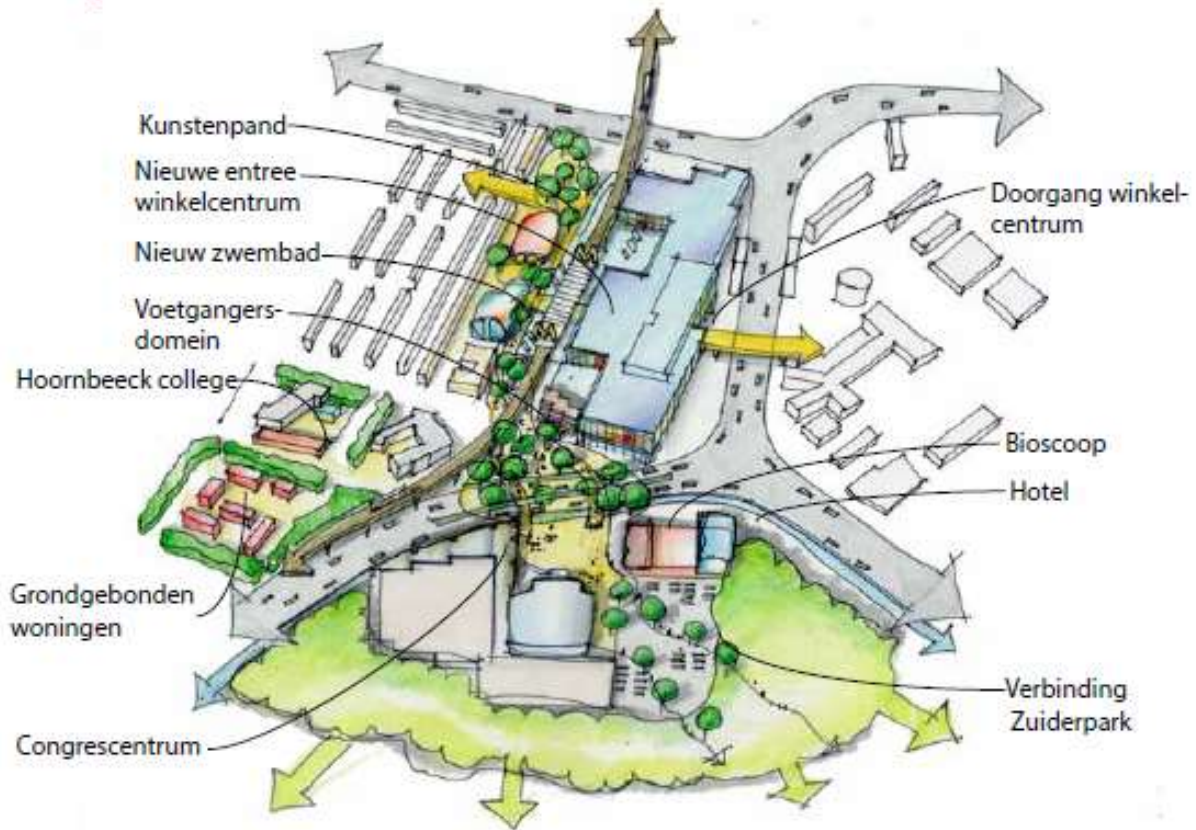 Kunstenpand
Nieuwe entree
winkelcentrum
Nieuw zwembad
Voetgangers-
domein
Hoornbeeck college
Grondgebonden
woningen
Congrescentrum
Doorgang winkel-
centrum
Bioscoop
Hotel
Verbinding
Zuiderpark